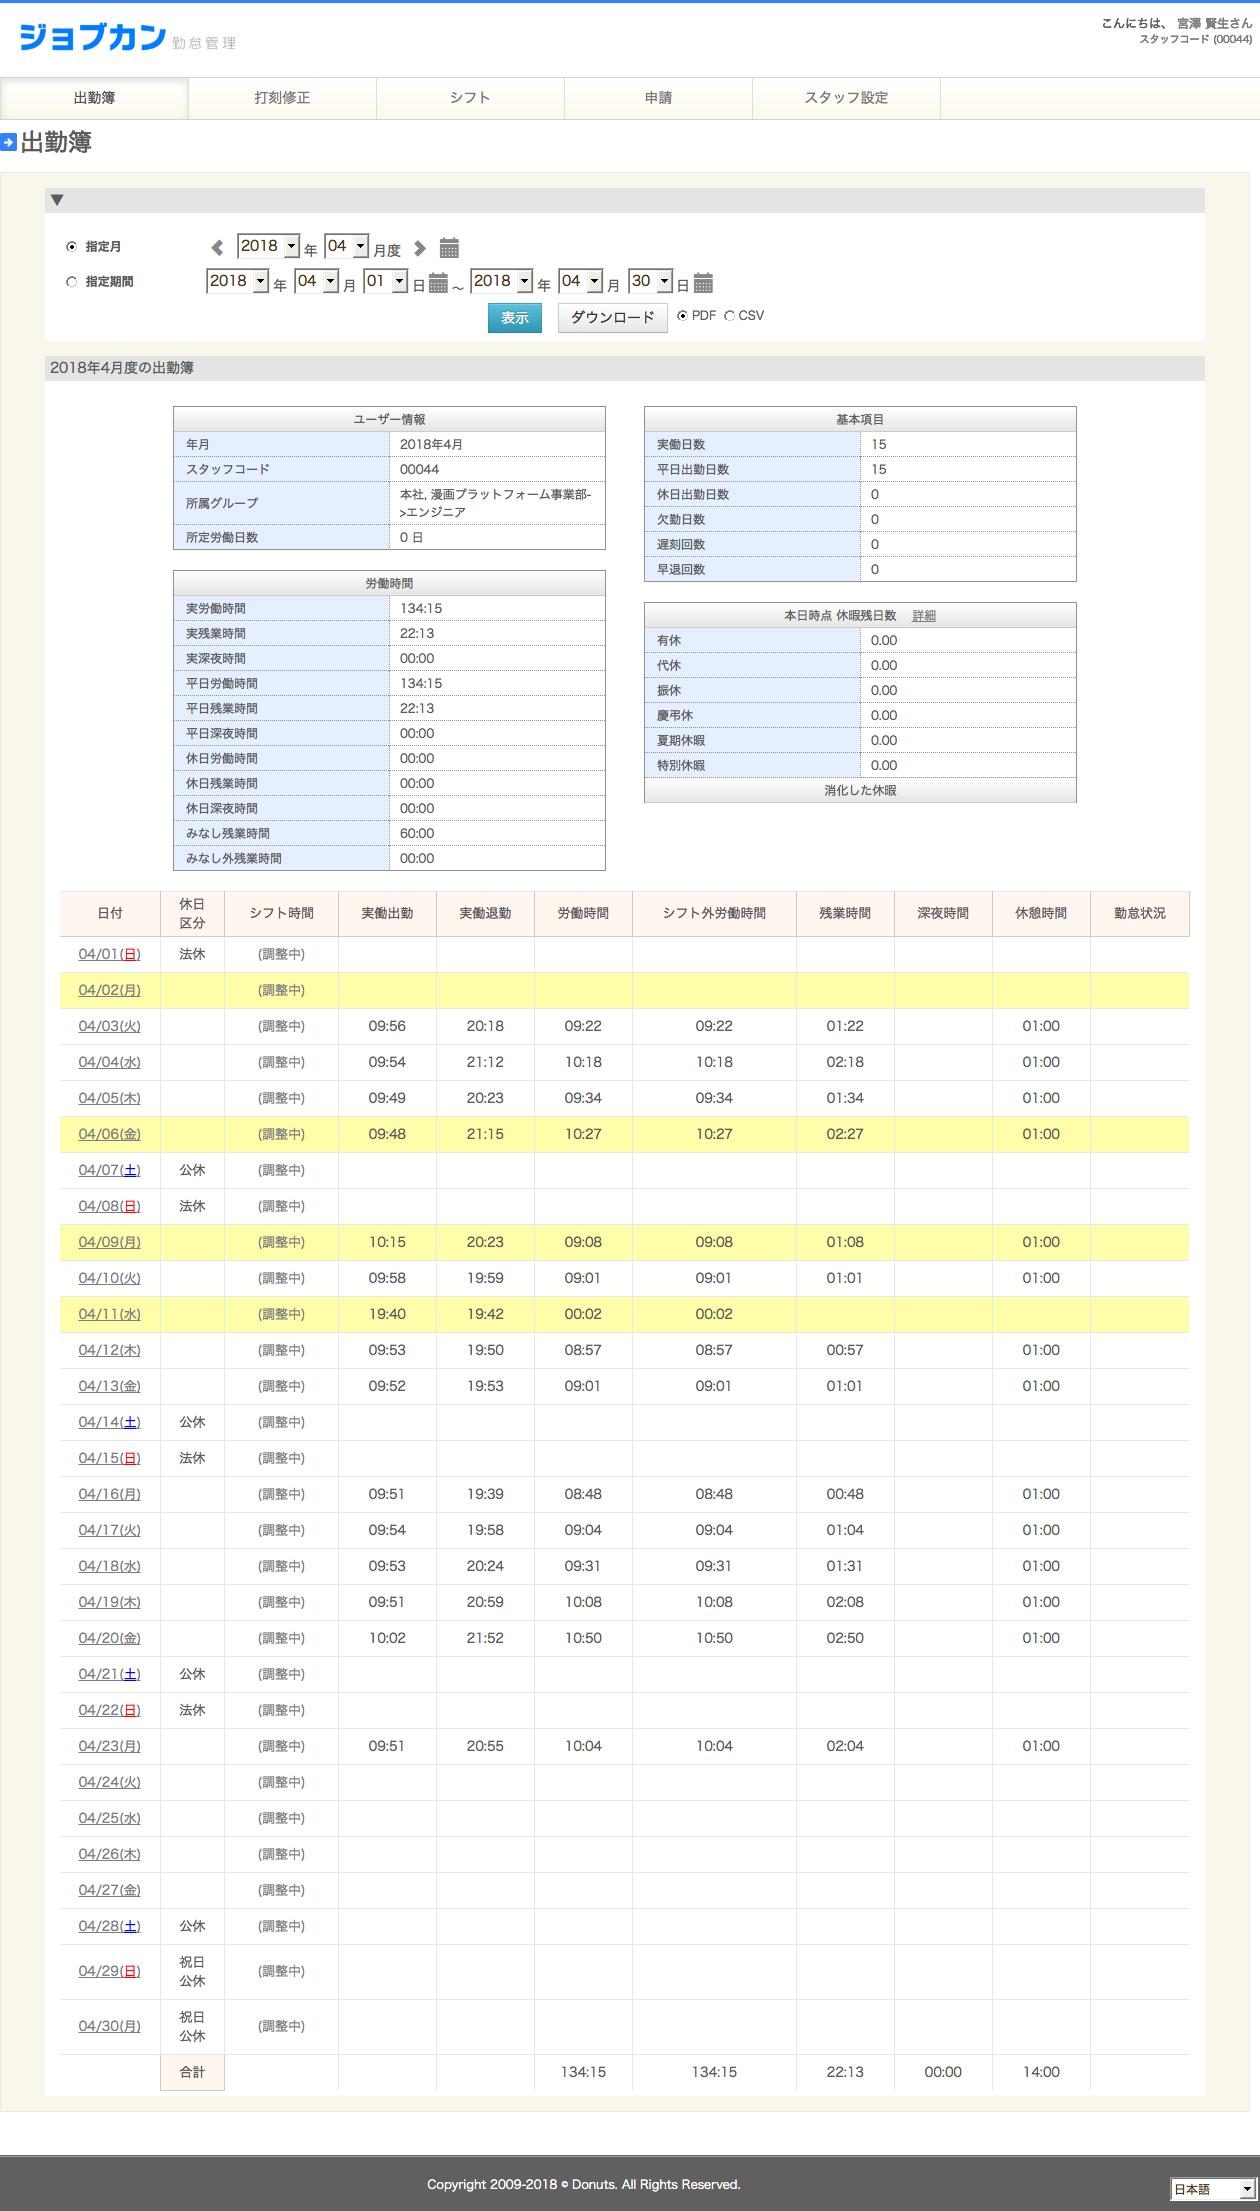 ジョブカン 勤怠管理
こんにちは、 宮澤 賢生さん
スタッフコード (00044)
出勤簿 打刻修正 シフト 申請 スタッフ設定
出勤簿
▼
指定月 2018 年 04 月度
指定期間 2018 年 04 月 01 日 ～ 2018 年 04 月 30 日
表示 ダウンロード PDF CSV
2018年4月度の出勤簿
ユーザー情報
年月 2018年4月
スタッフコード 00044
所属グループ 本社, 漫画プラットフォーム事業部-
>エンジニア
所定労働日数 0 日
労働時間
実労働時間 134:15
実残業時間 22:13
実深夜時間 00:00
平日労働時間 134:15
平日残業時間 22:13
平日深夜時間 00:00
休日労働時間 00:00
休日残業時間 00:00
休日深夜時間 00:00
みなし残業時間 60:00
みなし外残業時間 00:00
基本項目
実働日数 15
平日出勤日数 15
休日出勤日数 0
欠勤日数 0
遅刻回数 0
早退回数 0
本日時点 休暇残日数 詳細
有休 0.00
代休 0.00
振休 0.00
慶弔休 0.00
夏期休暇 0.00
特別休暇 0.00
消化した休暇
日付 休日区分 シフト時間 実働出勤 実働退勤 労働時間 シフト外労働時間 残業時間 深夜時間 休憩時間 勤怠状況
04/01(日) 法休 (調整中)
04/02(月) (調整中)
04/03(火) (調整中) 09:56 20:18 09:22 09:22 01:22 01:00
04/04(水) (調整中) 09:54 21:12 10:18 10:18 02:18 01:00
04/05(木) (調整中) 09:49 20:23 09:34 09:34 01:34 01:00
04/06(金) (調整中) 09:48 21:15 10:27 10:27 02:27 01:00
04/07(土) 公休 (調整中)
04/08(日) 法休 (調整中)
04/09(月) (調整中) 10:15 20:23 09:08 09:08 01:08 01:00
04/10(火) (調整中) 09:58 19:59 09:01 09:01 01:01 01:00
04/11(水) (調整中) 19:40 19:42 00:02 00:02
04/12(木) (調整中) 09:53 19:50 08:57 08:57 00:57 01:00
04/13(金) (調整中) 09:52 19:53 09:01 09:01 01:01 01:00
04/14(土) 公休 (調整中)
04/15(日) 法休 (調整中)
04/16(月) (調整中) 09:51 19:39 08:48 08:48 00:48 01:00
04/17(火) (調整中) 09:54 19:58 09:04 09:04 01:04 01:00
04/18(水) (調整中) 09:53 20:24 09:31 09:31 01:31 01:00
04/19(木) (調整中) 09:51 20:59 10:08 10:08 02:08 01:00
04/20(金) (調整中) 10:02 21:52 10:50 10:50 02:50 01:00
04/21(土) 公休 (調整中)
04/22(日) 法休 (調整中)
04/23(月) (調整中) 09:51 20:55 10:04 10:04 02:04 01:00
04/24(火) (調整中)
04/25(水) (調整中)
04/26(木) (調整中)
04/27(金) (調整中)
04/28(土) 公休 (調整中)
04/29(日) 祝日公休 (調整中)
04/30(月) 祝日公休 (調整中)
合計 134:15 134:15 22:13 00:00 14:00
Copyright 2009-2018 © Donuts. All Rights Reserved.
日本語